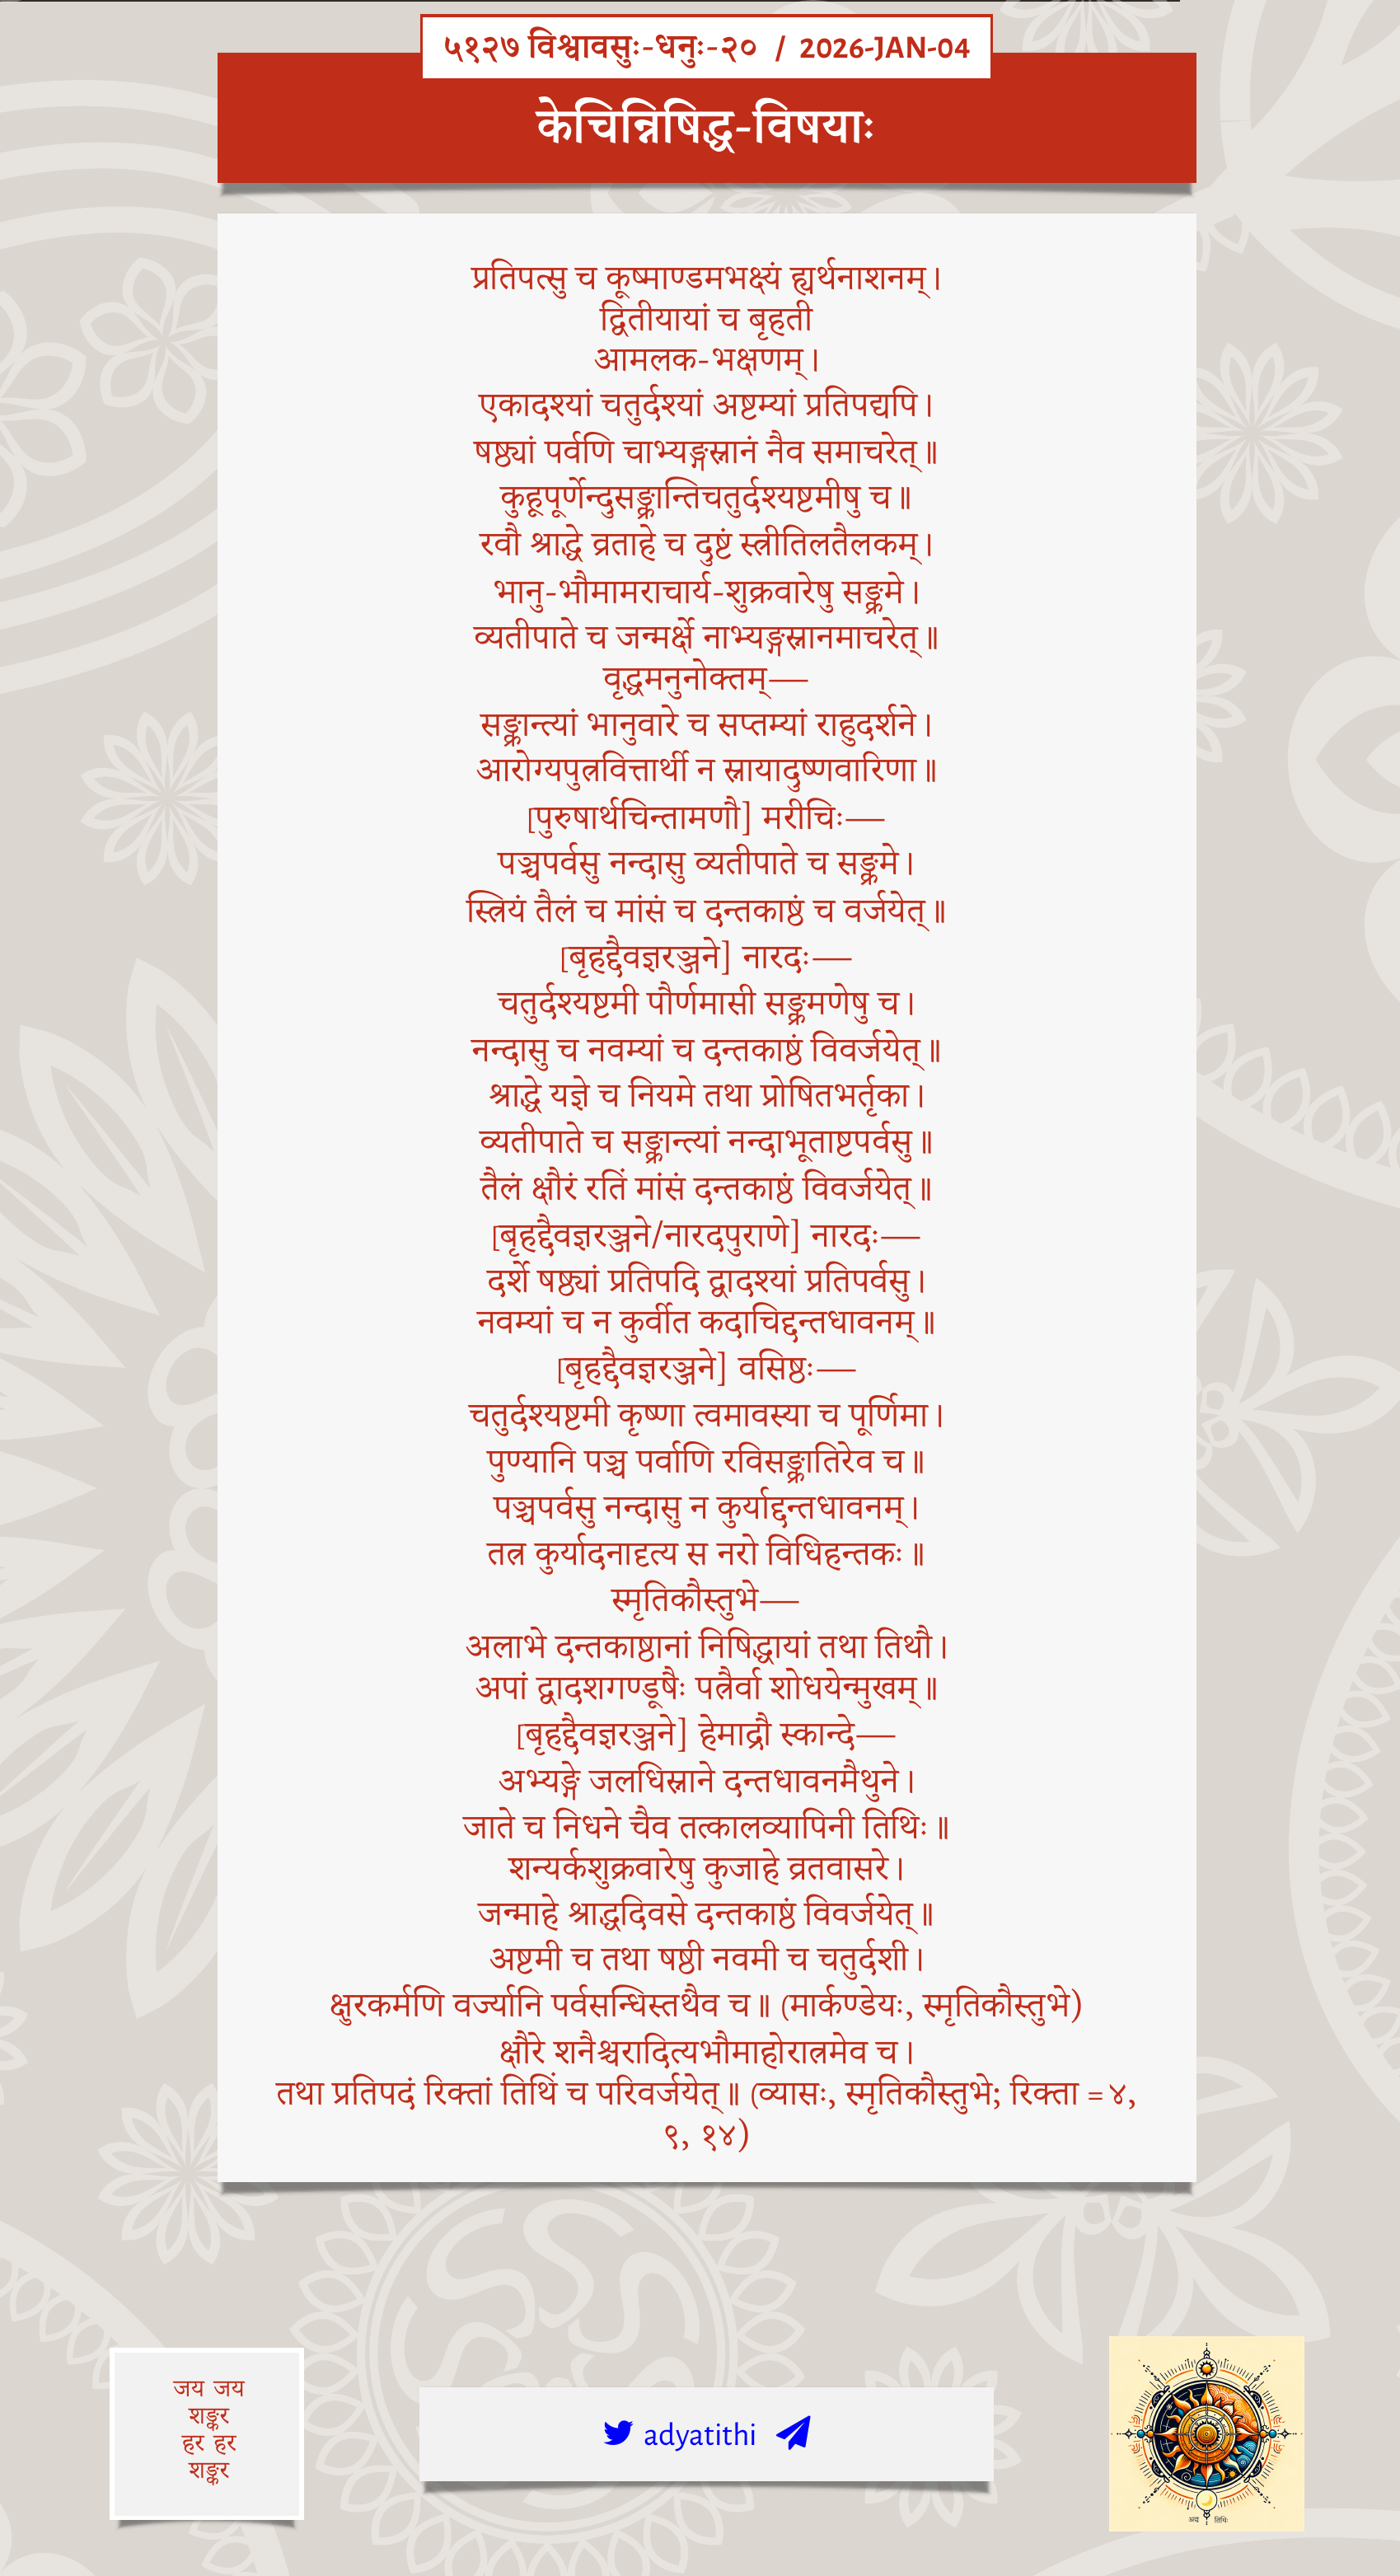 ५१२७ विश्वावसुः-धनुः-२० / 2026-JAN-04
केचिन्निषिद्ध-विषयाः
प्रतिपत्सु च कूष्माण्डमभक्ष्यं ह्यर्थनाशनम्।
द्वितीयायां च बृहती
आमलक-भक्षणम्।
एकादश्यां चतुर्दश्यां अष्टम्यां प्रतिपद्यपि।
षष्ठ्यां पर्वणि चाभ्यङ्गस्नानं नैव समाचरेत्॥
कुहूपूर्णेन्दुसङ्क्रान्तिचतुर्दश्यष्टमीषु च॥
रवौ श्राद्धे व्रताहे च दुष्टं स्त्रीतिलतैलकम्।
भानु-भौमामराचार्य-शुक्रवारेषु सङ्क्रमे।
व्यतीपाते च जन्मर्क्षे नाभ्यङ्गस्नानमाचरेत्॥
वृद्धमनुनोक्तम्—
सङ्क्रान्त्यां भानुवारे च सप्तम्यां राहुदर्शने।
आरोग्यपुत्रवित्तार्थी न स्नायादुष्णवारिणा॥
[पुरुषार्थचिन्तामणौ] मरीचिः—
पञ्चपर्वसु नन्दासु व्यतीपाते च सङ्क्रमे।
स्त्रियं तैलं च मांसं च दन्तकाष्ठं च वर्जयेत्॥
[बृहद्दैवज्ञरञ्जने] नारदः—
चतुर्दश्यष्टमी पौर्णमासी सङ्क्रमणेषु च।
नन्दासु च नवम्यां च दन्तकाष्ठं विवर्जयेत्॥
श्राद्धे यज्ञे च नियमे तथा प्रोषितभर्तृका।
व्यतीपाते च सङ्क्रान्त्यां नन्दाभूताष्टपर्वसु॥
तैलं क्षौरं रतिं मांसं दन्तकाष्ठं विवर्जयेत्॥
[बृहद्दैवज्ञरञ्जने/नारदपुराणे] नारदः—
दर्शे षष्ठ्यां प्रतिपदि द्वादश्यां प्रतिपर्वसु।
नवम्यां च न कुर्वीत कदाचिद्दन्तधावनम्॥
[बृहद्दैवज्ञरञ्जने] वसिष्ठः—
चतुर्दश्यष्टमी कृष्णा त्वमावस्या च पूर्णिमा।
पुण्यानि पञ्च पर्वाणि रविसङ्क्रातिरेव च॥
पञ्चपर्वसु नन्दासु न कुर्याद्दन्तधावनम्।
तत्र कुर्यादनादृत्य स नरो विधिहन्तकः॥
स्मृतिकौस्तुभे—
अलाभे दन्तकाष्ठानां निषिद्धायां तथा तिथौ।
अपां द्वादशगण्डूषैः पत्रैर्वा शोधयेन्मुखम्॥
[बृहद्दैवज्ञरञ्जने] हेमाद्रौ स्कान्दे—
अभ्यङ्गे जलधिस्नाने दन्तधावनमैथुने।
जाते च निधने चैव तत्कालव्यापिनी तिथिः॥
शन्यर्कशुक्रवारेषु कुजाहे व्रतवासरे।
जन्माहे श्राद्धदिवसे दन्तकाष्ठं विवर्जयेत्॥
अष्टमी च तथा षष्ठी नवमी च चतुर्दशी।
क्षुरकर्मणि वर्ज्यानि पर्वसन्धिस्तथैव च॥ (मार्कण्डेयः, स्मृतिकौस्तुभे)
क्षौरे शनैश्चरादित्यभौमाहोरात्रमेव च।
तथा प्रतिपदं रिक्तां तिथिं च परिवर्जयेत्॥ (व्यासः, स्मृतिकौस्तुभे; रिक्ता = ४,
९, १४)
जय जय
शङ्कर
हर हर
शङ्कर
adyatithi
अद्य तिथिः